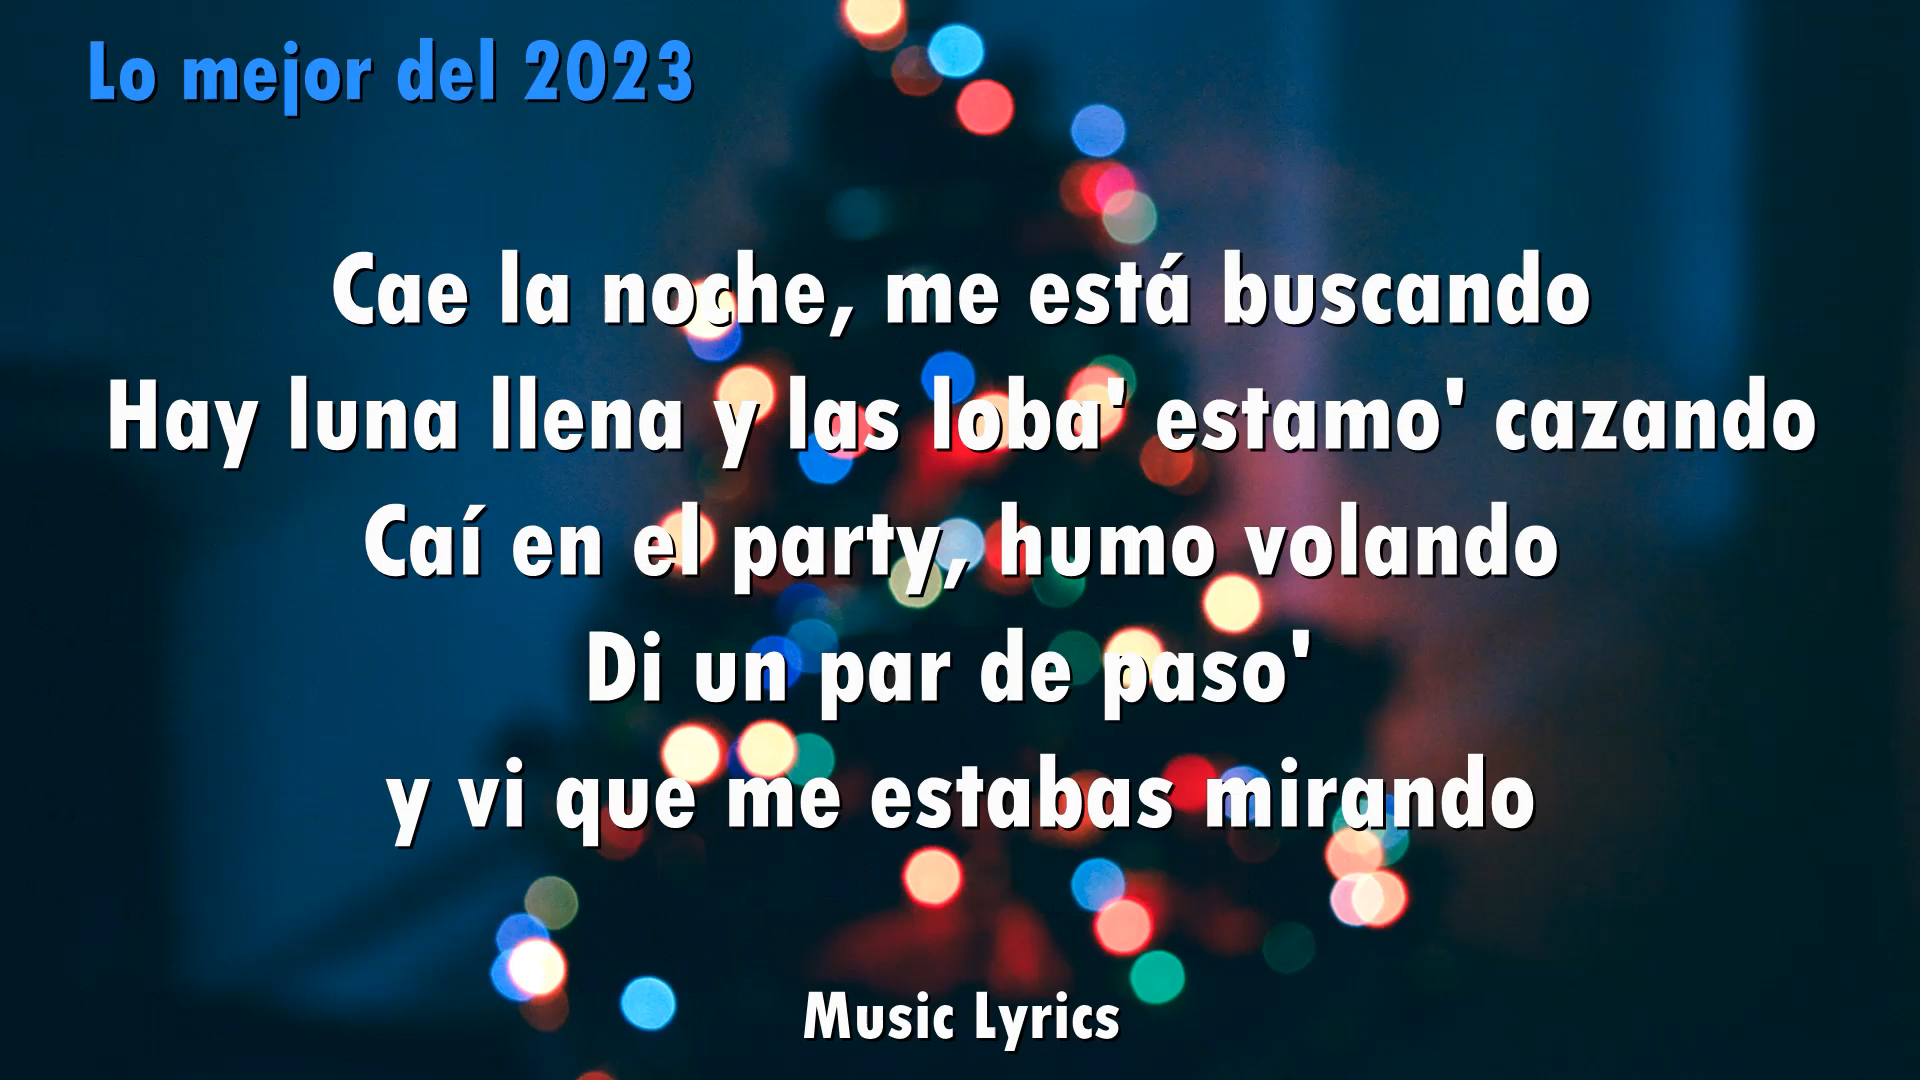 Lo mejor del 2023
Cae la noche, me está buscando
Hay luna llena y las loba' estamo' cazando
Caí en el party, humo volando
Di un par de paso'
y vi que me estabas mirando
Music Lyrics